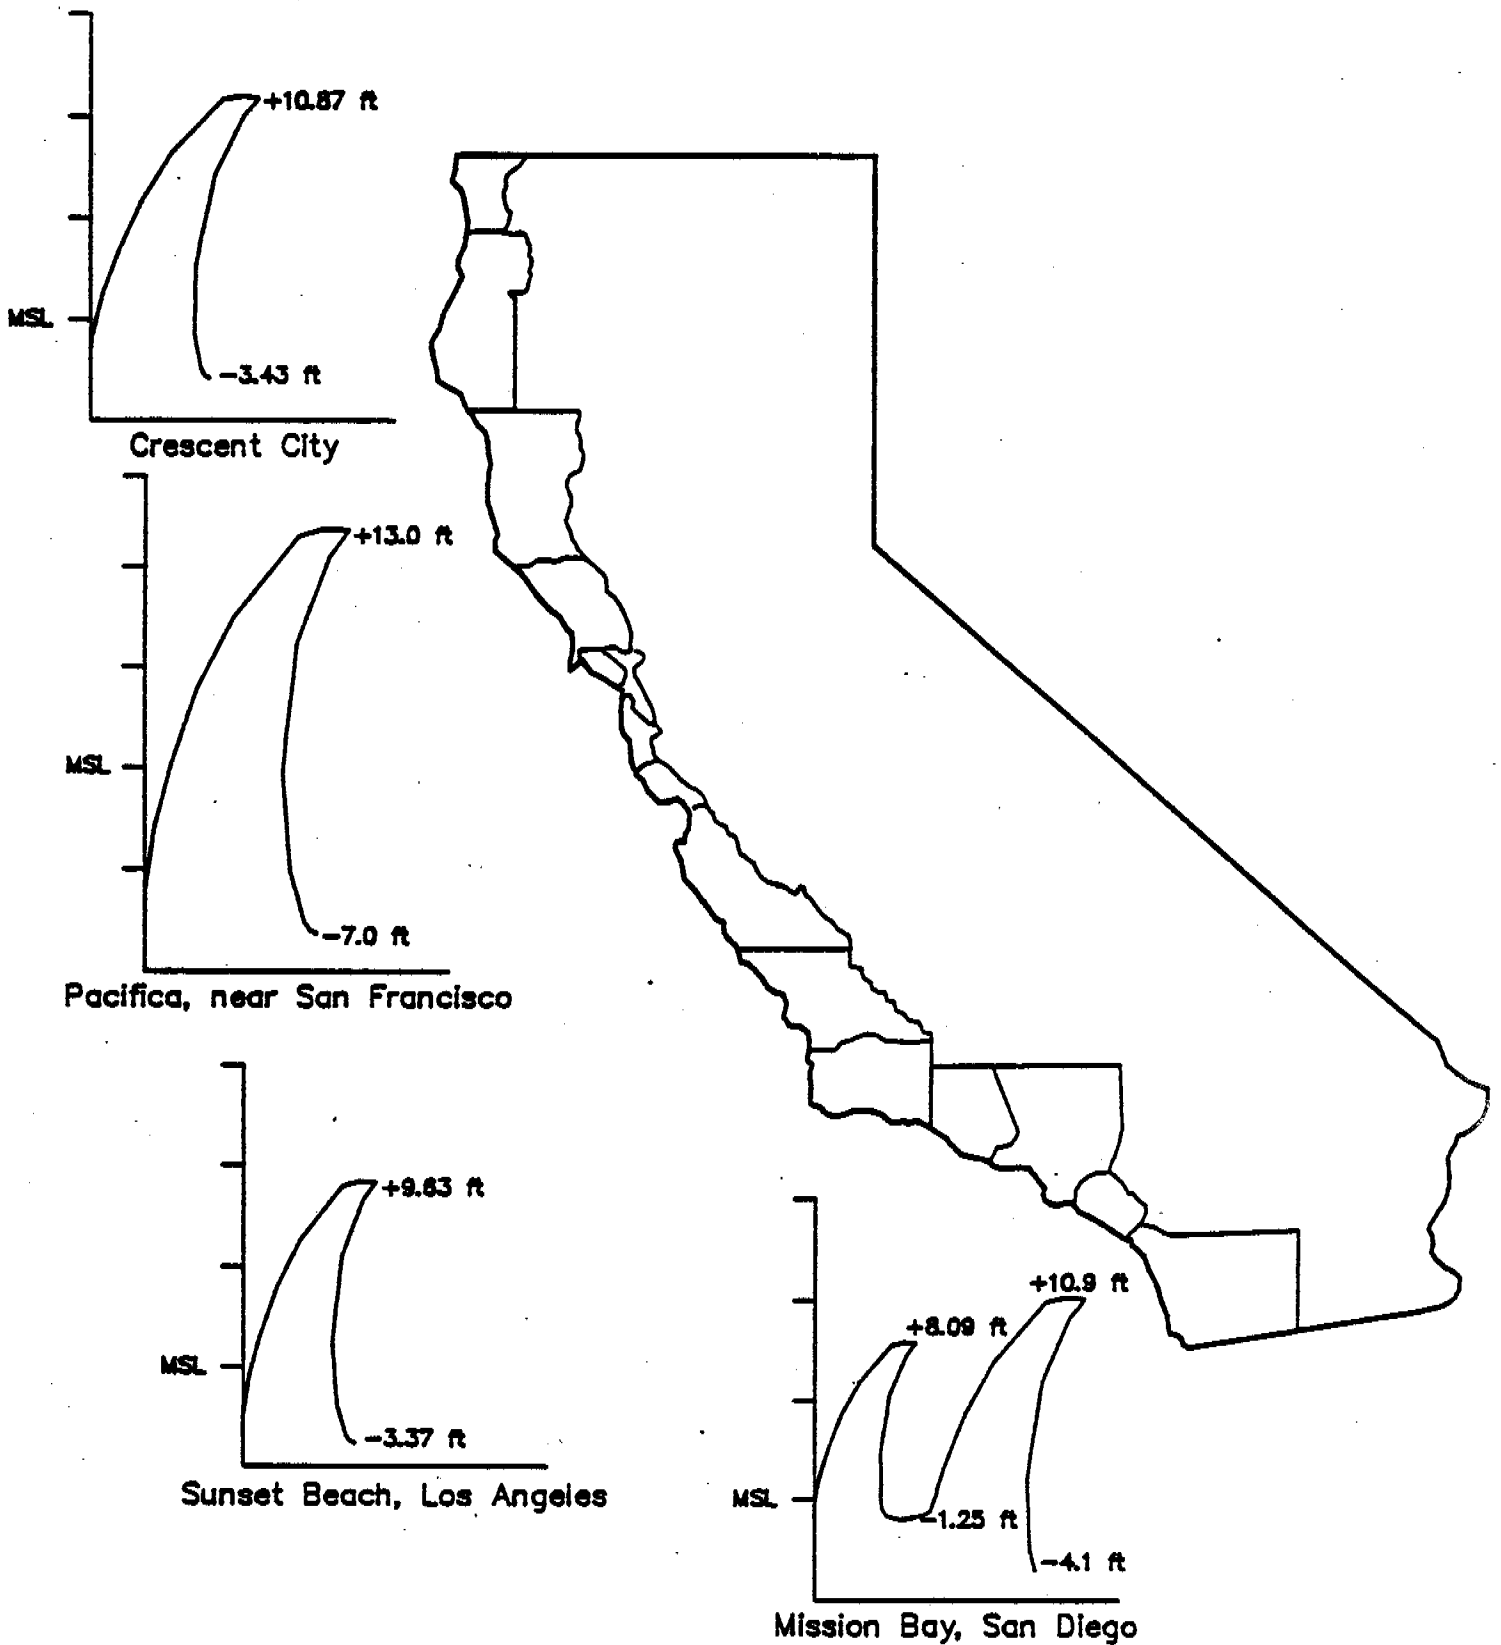 +10.87 ft
MSL
-3.43 ft
Crescent City
+13.0 ft
MSL
-7.0 ft
Pacifica, near San Francisco
+9.63 ft
MSL
-3.37 ft
Sunset Beach, Los Angeles
+10.9 ft
+8.09 ft
MSL
-1.25 ft
-4.1 ft
Mission Bay, San Diego